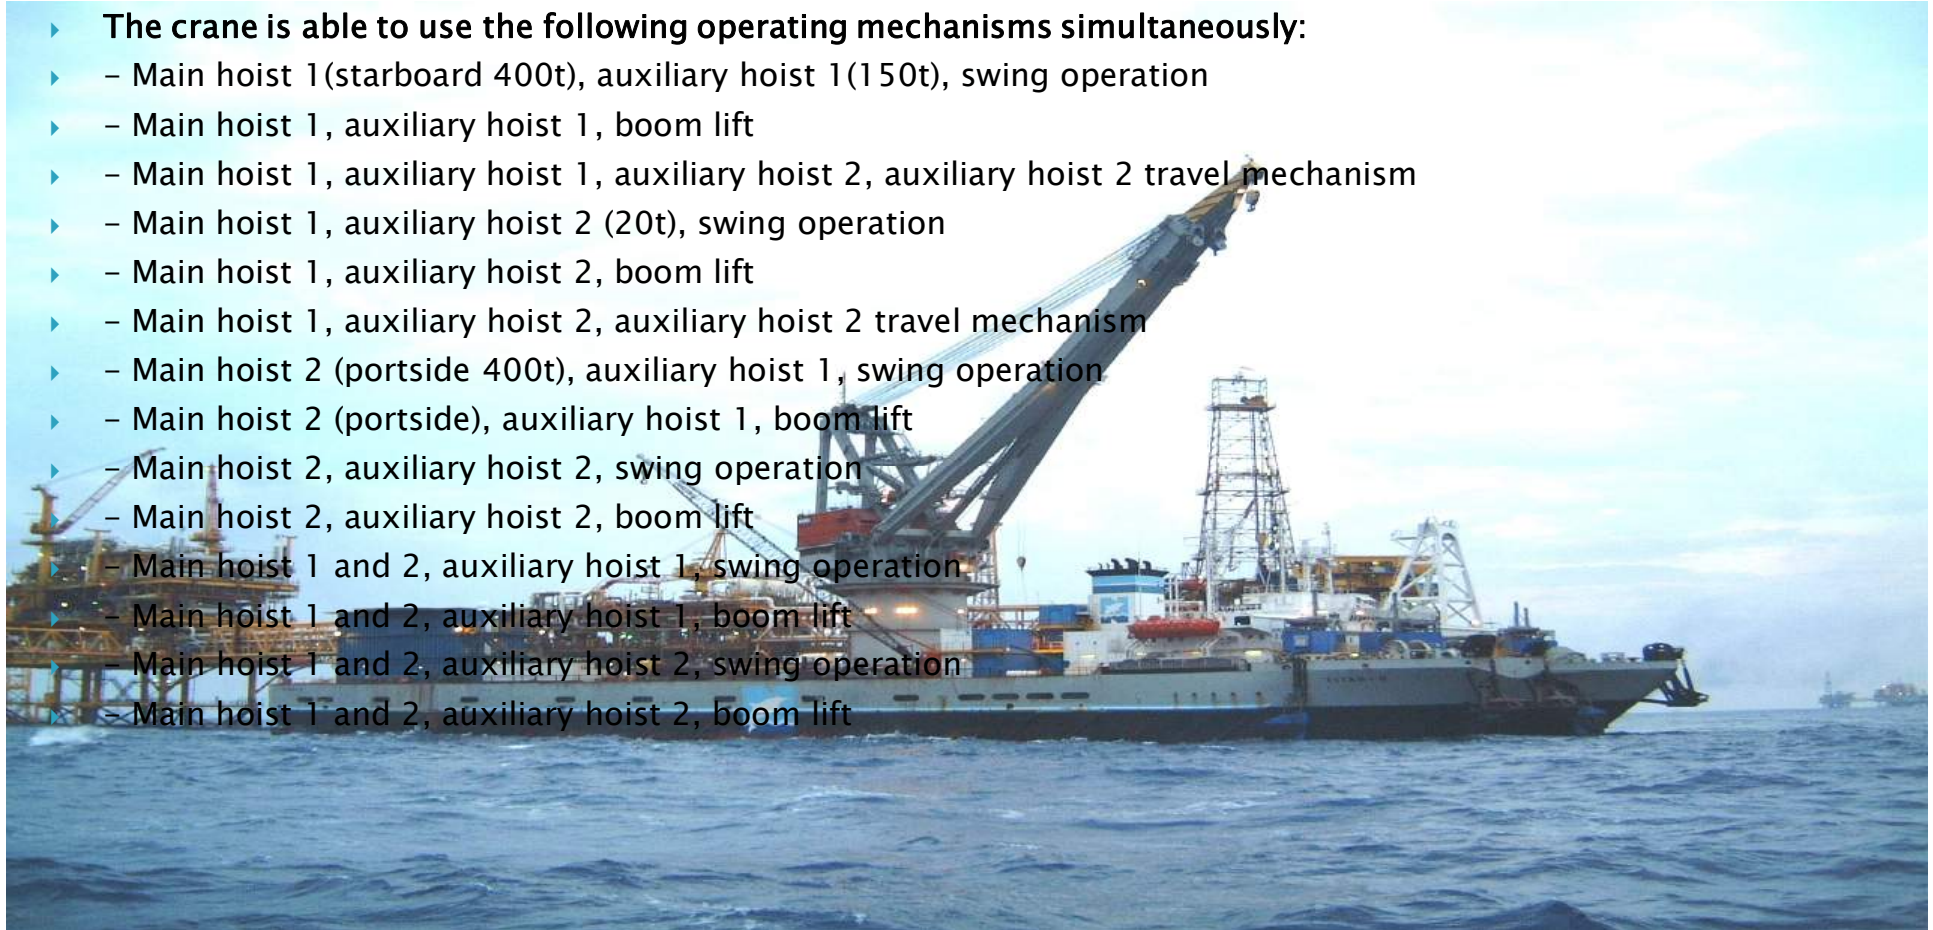 The crane is able to use the following operating mechanisms simultaneously:
– Main hoist 1(starboard 400t), auxiliary hoist 1(150t), swing operation
– Main hoist 1, auxiliary hoist 1, boom lift
– Main hoist 1, auxiliary hoist 1, auxiliary hoist 2, auxiliary hoist 2 travel mechanism
– Main hoist 1, auxiliary hoist 2 (20t), swing operation
– Main hoist 1, auxiliary hoist 2, boom lift
– Main hoist 1, auxiliary hoist 2, auxiliary hoist 2 travel mechanism
– Main hoist 2 (portside 400t), auxiliary hoist 1, swing operation
– Main hoist 2 (portside), auxiliary hoist 1, boom lift
– Main hoist 2, auxiliary hoist 2, swing operation
– Main hoist 2, auxiliary hoist 2, boom lift
– Main hoist 1 and 2, auxiliary hoist 1, swing operation
– Main hoist 1 and 2, auxiliary hoist 1, boom lift
– Main hoist 1 and 2, auxiliary hoist 2, swing operation
– Main hoist 1 and 2, auxiliary hoist 2, boom lift